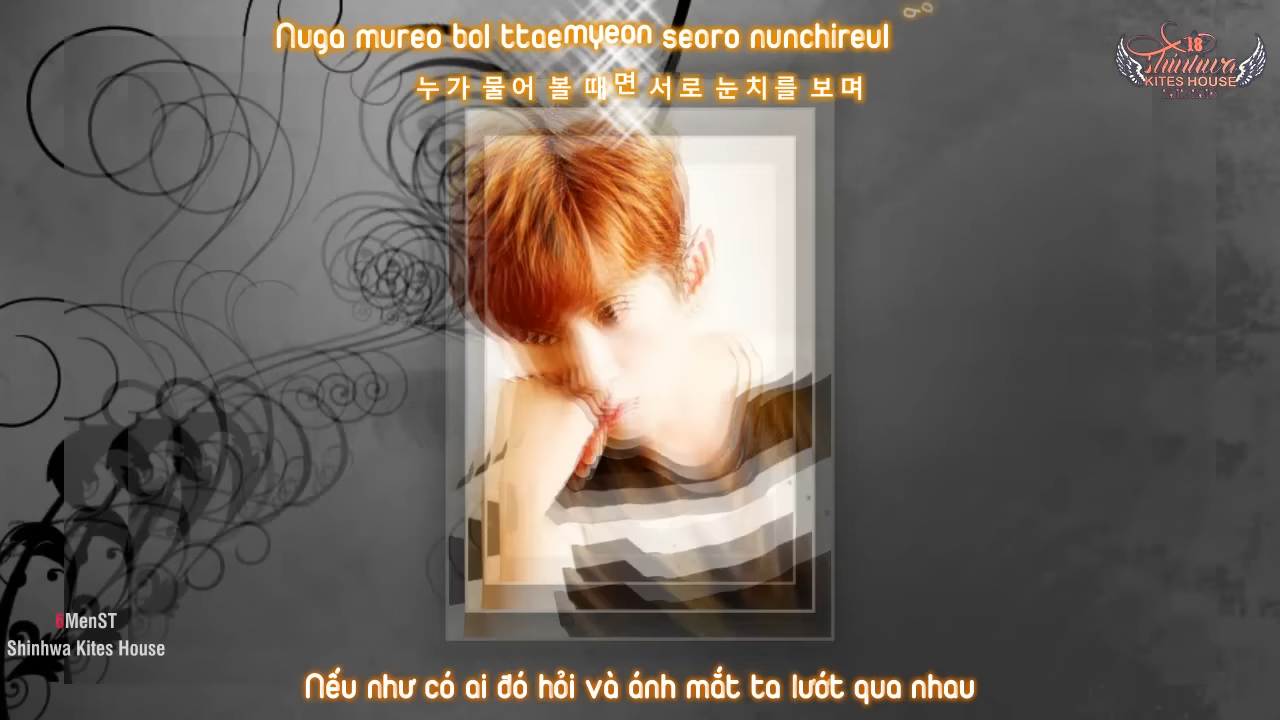 Nuga mureo bol ttaemyeon seoro nunchireul
누가 물어 볼 때면 서로 눈치를 보며
18
Shinhwa
KITES HOUSE
6MenST
Shinhwa Kites House
Nếu như có ai đó hỏi và ánh mắt ta lướt qua nhau